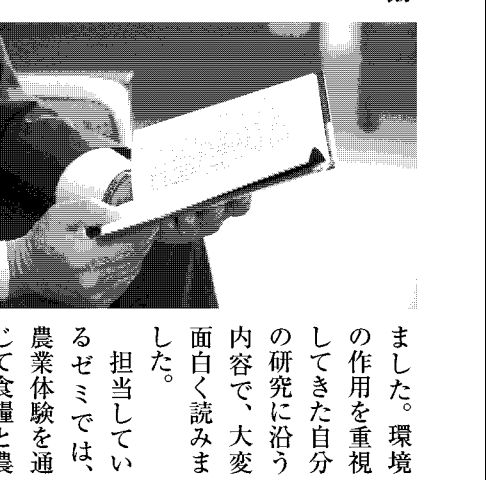 ました。環境
の作用を重視
してきた自分
の研究に沿う
内容で、大変
面白く読みま
した。
担当してい
るゼミでは、
農業体験を通
じて食糧と農